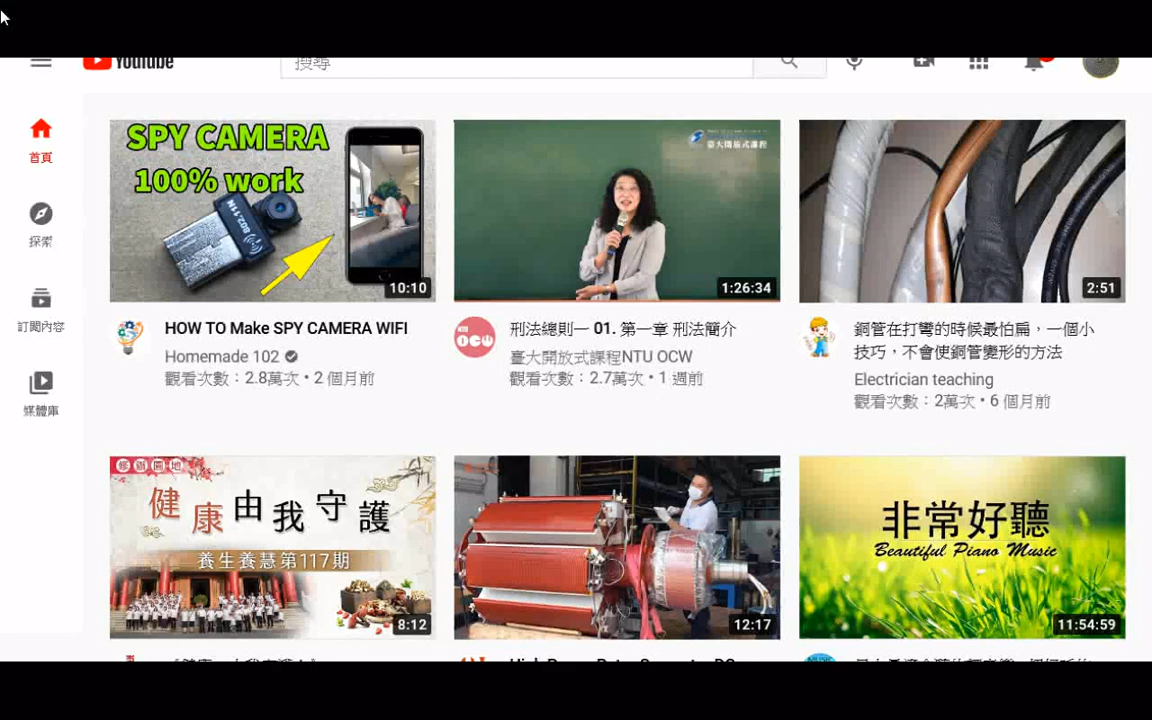 YouTube
搜尋
首頁
探索
訂閱內容
媒體庫
SPY CAMERA
100% work
802.11N
10:10
HOW TO Make SPY CAMERA WIFI
Homemade 102
觀看次數：2.8萬次 • 2 個月前
臺大開放式課程
1:26:34
NTU
OCW
刑法總則一 01. 第一章 刑法簡介
臺大開放式課程NTU OCW
觀看次數：2.7萬次 • 1 週前
2:51
銅管在打彎的時候最怕扁，一個小
技巧，不會使銅管變形的方法
Electrician teaching
觀看次數：2萬次 • 6 個月前
修辦園地
健康由我守護
養生養慧第117期
8:12
12:17
非常好聽
Beautiful Piano Music
11:54:59